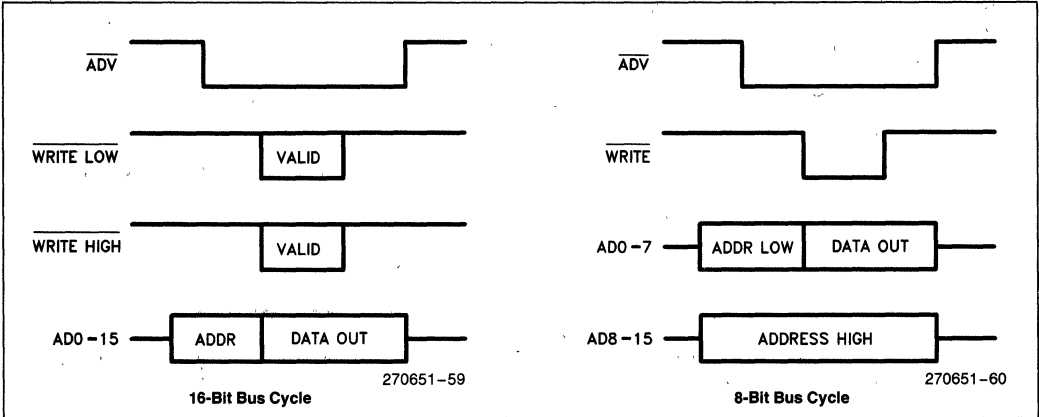 ADV
WRITE LOW
VALID
WRITE HIGH
VALID
AD0-15
ADDR
DATA OUT
270651-59
16-Bit Bus Cycle
ADV
WRITE
AD0-7
ADDR LOW
DATA OUT
AD8-15
ADDRESS HIGH
270651-60
8-Bit Bus Cycle